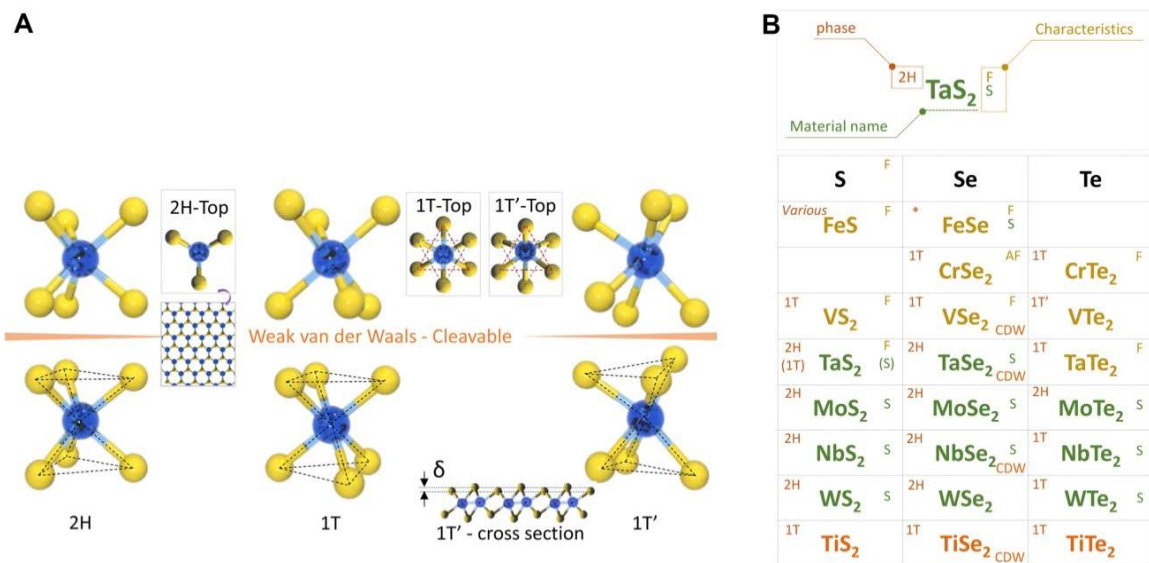 A
2H-Top
1T-Top
1T’-Top
Weak van der Waals - Cleavable
δ
2H
1T
1T’ - cross section
1T’
B
phase
Characteristics
2H TaS2 F S
Material name
S F
Se
Te
Various FeS F
* FeSe F S
1T CrSe2 AF
1T CrTe2 F
1T VS2 F
1T VSe2 F CDW
1T’ VTe2
2H (1T) TaS2 F (S)
2H TaSe2 S CDW
1T TaTe2 F
2H MoS2 S
2H MoSe2 S
2H MoTe2 S
2H NbS2 S
2H NbSe2 S CDW
1T NbTe2 S
2H WS2 S
2H WSe2
1T WTe2 S
1T TiS2
1T TiSe2 CDW
1T TiTe2